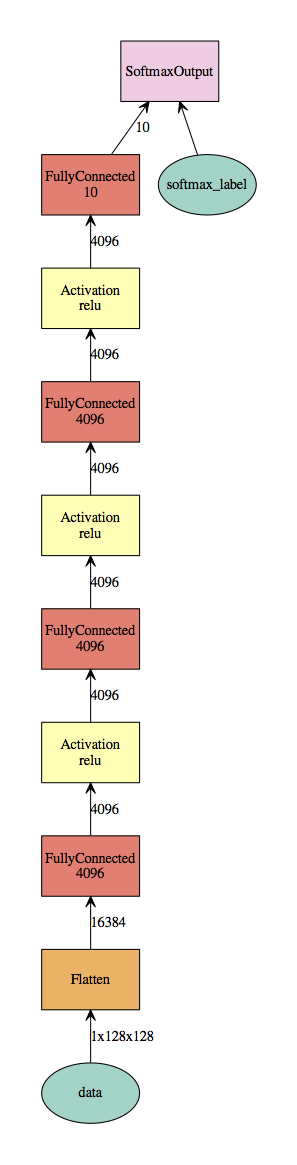 SoftmaxOutput
10
FullyConnected
10
softmax_label
4096
Activation
relu
4096
FullyConnected
4096
4096
Activation
relu
4096
FullyConnected
4096
4096
Activation
relu
4096
FullyConnected
4096
16384
Flatten
1x128x128
data